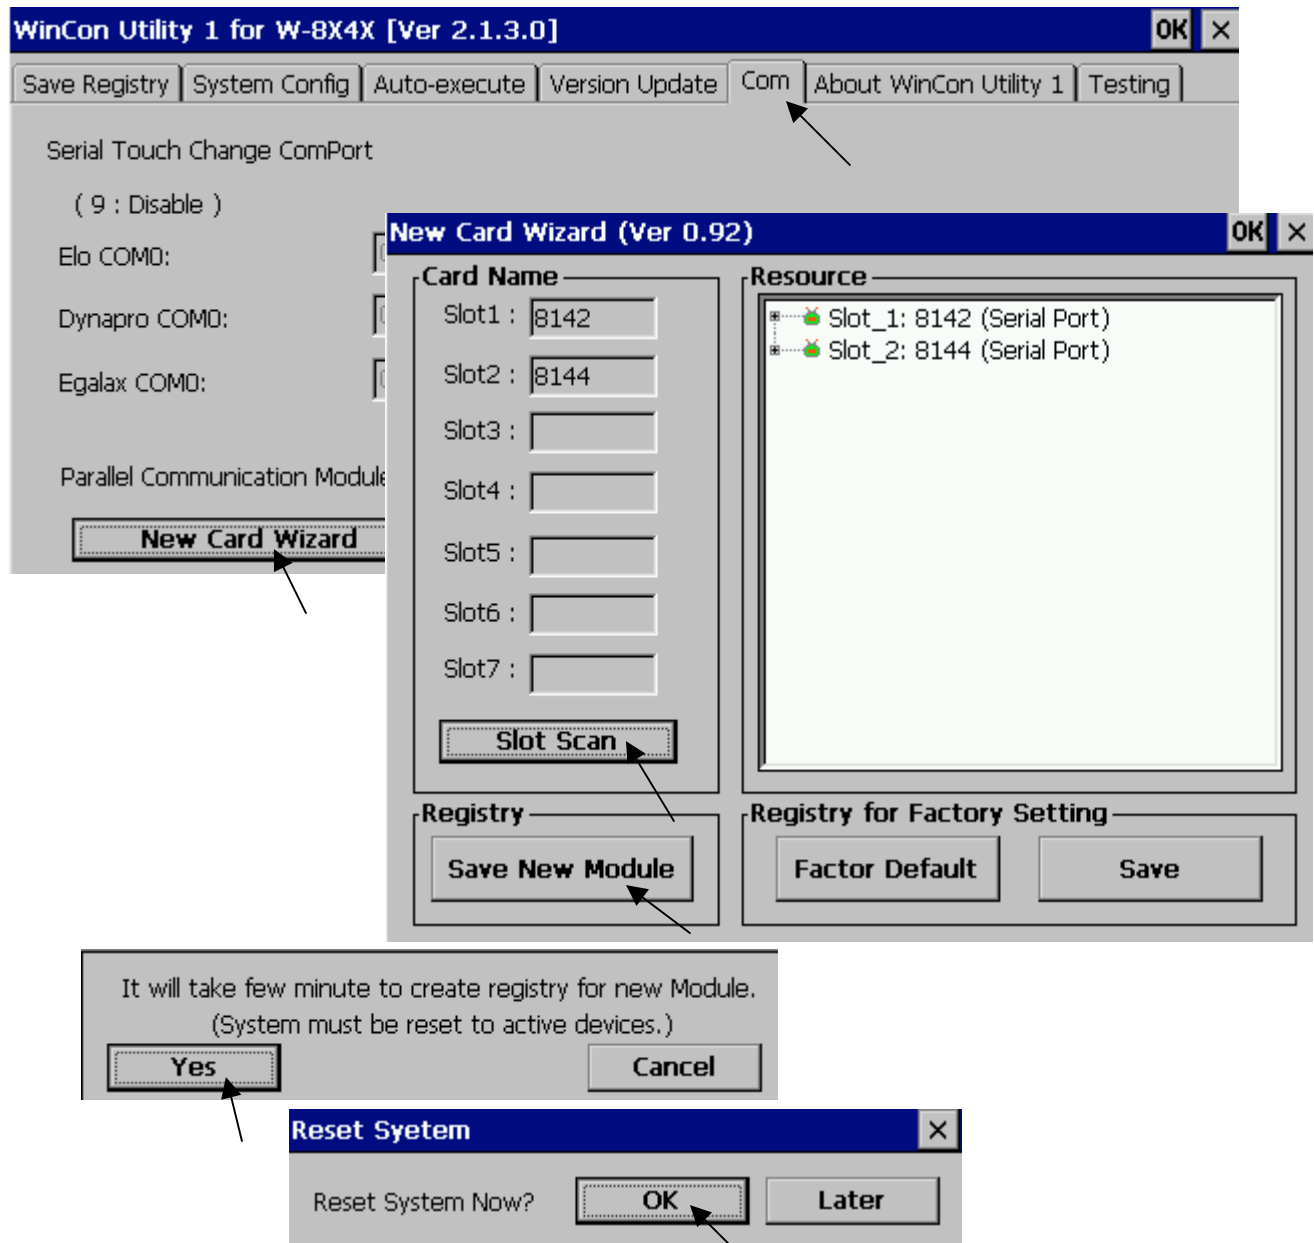 WinCon Utility 1 for W-8X4X [Ver 2.1.3.0] OK ×
Save Registry System Config Auto-execute Version Update Com About WinCon Utility 1 Testing
Serial Touch Change ComPort
( 9 : Disable )
Elo COM0:
Dynapro COM0:
Egalax COM0:
Parallel Communication Module
New Card Wizard
New Card Wizard (Ver 0.92) OK ×
Card Name
Slot1 : 8142
Slot2 : 8144
Slot3 :
Slot4 :
Slot5 :
Slot6 :
Slot7 :
Slot Scan
Resource
Slot_1: 8142 (Serial Port)
Slot_2: 8144 (Serial Port)
Registry
Save New Module
Registry for Factory Setting
Factor Default Save
It will take few minute to create registry for new Module.
(System must be reset to active devices.)
Yes Cancel
Reset Syetem ×
Reset System Now? OK Later